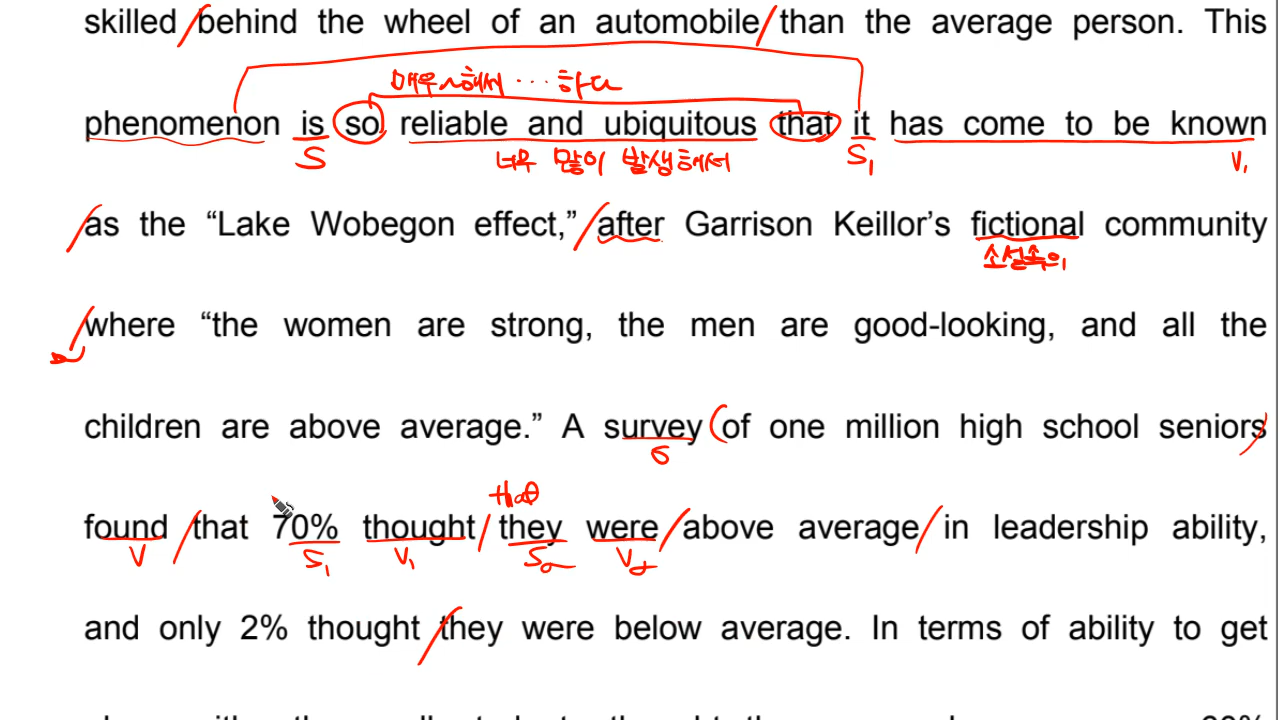 skilled behind the wheel of an automobile than the average person. This
매우~해서 ··· 하다
phenomenon is so reliable and ubiquitous that it has come to be known
S 너무 많이 발생해서 S₁ V₁
as the “Lake Wobegon effect,” after Garrison Keillor’s fictional community
소설속의
where “the women are strong, the men are good-looking, and all the
children are above average.” A survey (of one million high school seniors)
S
that
found that 70% thought they were above average in leadership ability,
V S₁ V₁ S₂ V₂
and only 2% thought they were below average. In terms of ability to get